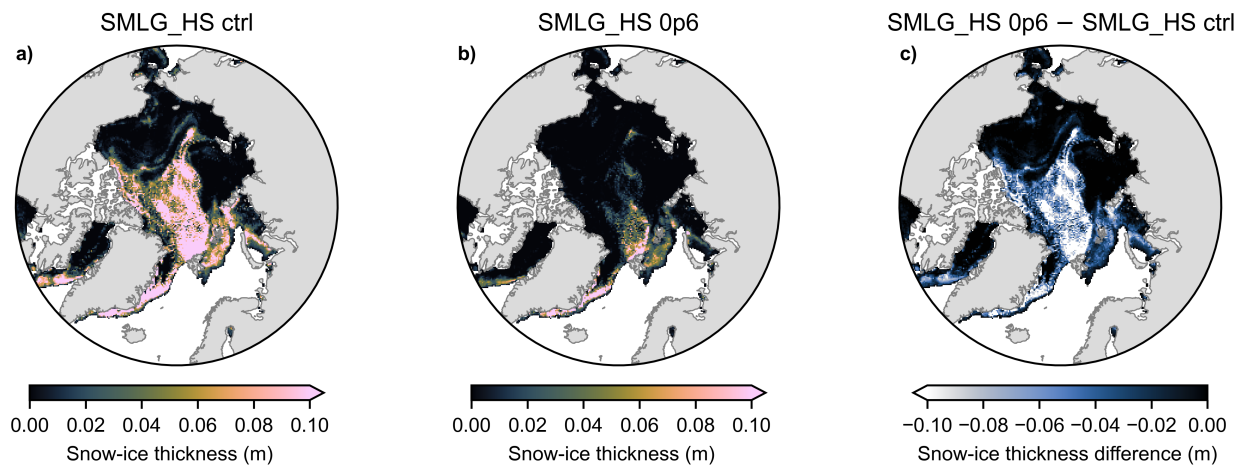 SMLG_HS ctrl
SMLG_HS 0p6
SMLG_HS 0p6 − SMLG_HS ctrl
a)
b)
c)
0.00 0.02 0.04 0.06 0.08 0.10
0.00 0.02 0.04 0.06 0.08 0.10
−0.10 −0.08 −0.06 −0.04 −0.02 0.00
Snow-ice thickness (m)
Snow-ice thickness (m)
Snow-ice thickness difference (m)